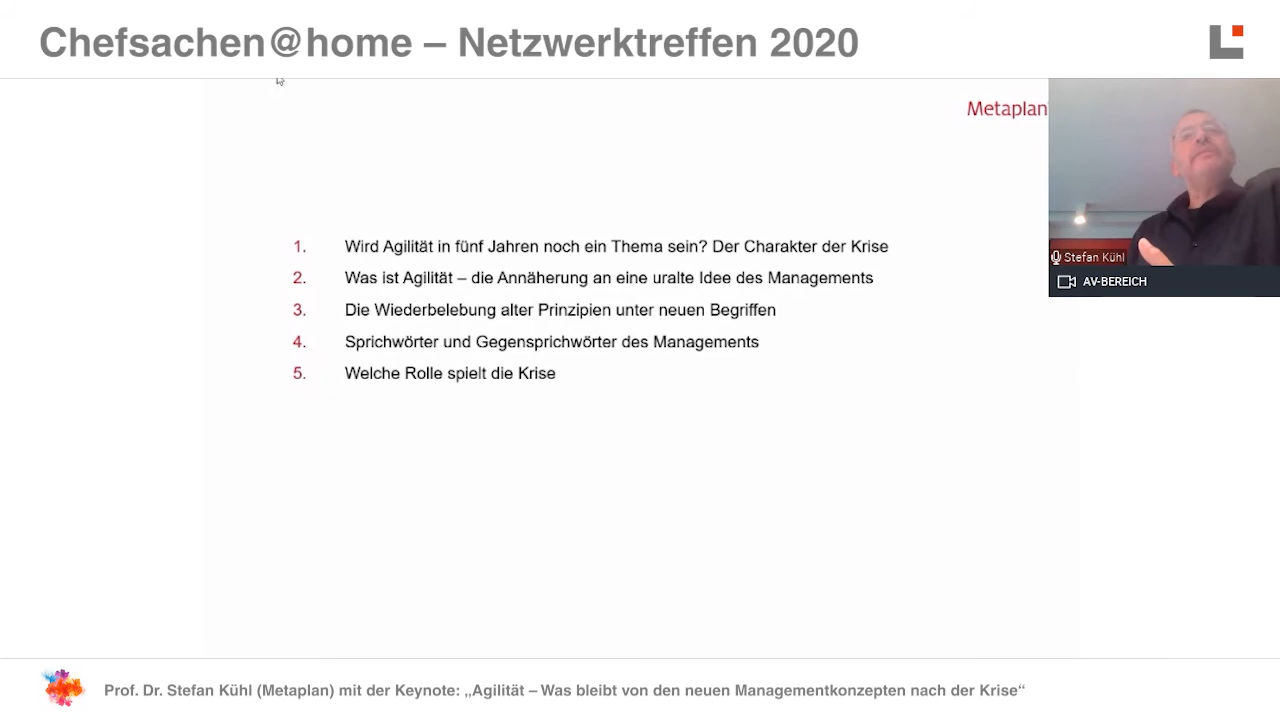 Chefsachen@home – Netzwerktreffen 2020
Metaplan
1. Wird Agilität in fünf Jahren noch ein Thema sein? Der Charakter der Krise
2. Was ist Agilität – die Annäherung an eine uralte Idee des Managements
3. Die Wiederbelebung alter Prinzipien unter neuen Begriffen
4. Sprichwörter und Gegensprichwörter des Managements
5. Welche Rolle spielt die Krise
Stefan Kühl
AV-BEREICH
Prof. Dr. Stefan Kühl (Metaplan) mit der Keynote: „Agilität – Was bleibt von den neuen Managementkonzepten nach der Krise“